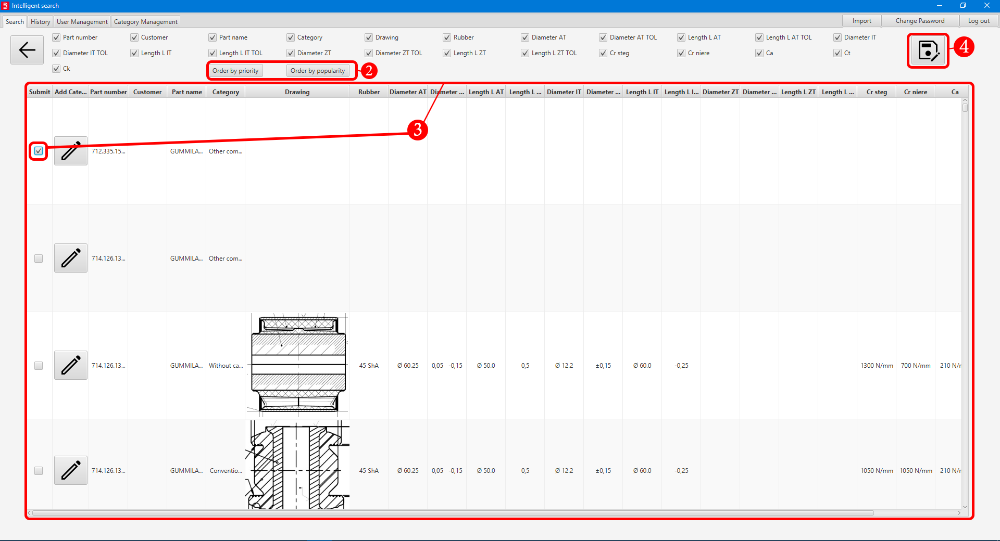 Intelligent search
Search History User Management Category Management Import Change Password Log out
Part number Customer Part name Category Drawing Rubber Diameter AT Diameter AT TOL Length L AT Length L AT TOL Diameter IT
4
Diameter IT TOL Length L IT Length L IT TOL Diameter ZT Diameter ZT TOL Length L ZT Length L ZT TOL Cr steg Cr niere Ca Ct
Ck Order by priority Order by popularity 2
Submit Add Cate... Part number Customer Part name Category Drawing Rubber Diameter AT Diameter ... Length L AT Length L ... Diameter IT Diameter ... Length L IT Length L I... Diameter ZT Diameter ... Length L ZT Length L ... Cr steg Cr niere Ca
3
712.335.15... GUMMILA... Other com...
714.126.13... GUMMILA... Other com...
714.126.13... GUMMILA... Without ca... 45 ShA Ø 60.25 0,05 -0,15 Ø 50.0 0,5 Ø 12.2 ±0,15 Ø 60.0 -0,25 1300 N/mm 700 N/mm 210 N/r
714.126.13... GUMMILA... Conventio... 45 ShA Ø 60.25 0,05 -0,15 Ø 50.0 0,5 Ø 12.2 ±0,15 Ø 60.0 -0,25 1050 N/mm 1050 N/mm 210 N/r